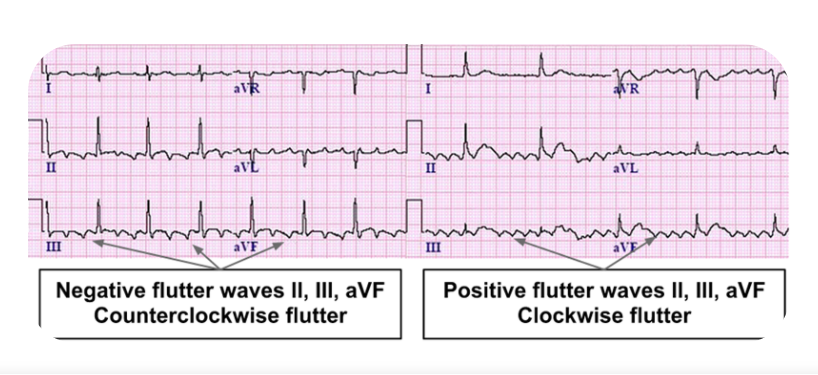 I aVR
II aVL
III aVF
I aVR
II aVL
III aVF
Negative flutter waves II, III, aVF
Counterclockwise flutter
Positive flutter waves II, III, aVF
Clockwise flutter